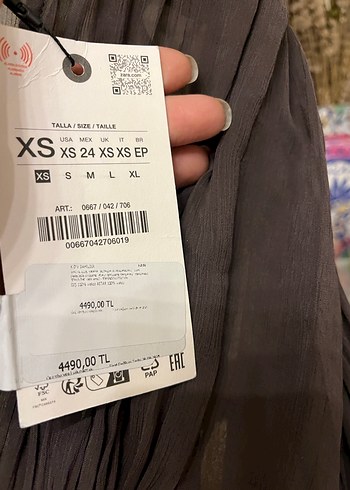 zara.com
TALLA / SIZE / TAILLE
USA MEX UK IT BR
XS XS 24 XS XS EP
XS S M L XL
ART.: 0667 / 042 / 706
00667042706019
4490,00 TL
4490,00 TL
FSC
PAP
EAC